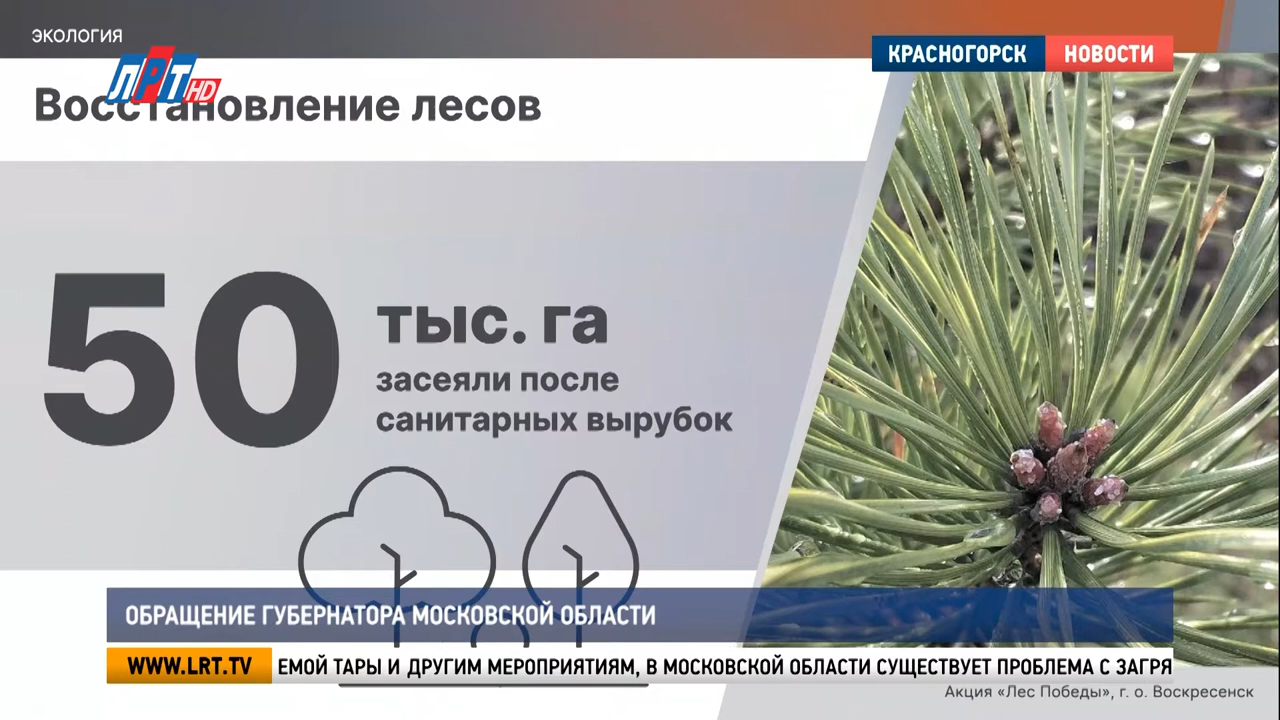 ЭКОЛОГИЯ
ЛРТ HD
КРАСНОГОРСК НОВОСТИ
Восстановление лесов
50 тыс. га
засеяли после
санитарных вырубок
ОБРАЩЕНИЕ ГУБЕРНАТОРА МОСКОВСКОЙ ОБЛАСТИ
WWW.LRT.TV ЕМОЙ ТАРЫ И ДРУГИМ МЕРОПРИЯТИЯМ, В МОСКОВСКОЙ ОБЛАСТИ СУЩЕСТВУЕТ ПРОБЛЕМА С ЗАГРЯ
Акция «Лес Победы», г. о. Воскресенск